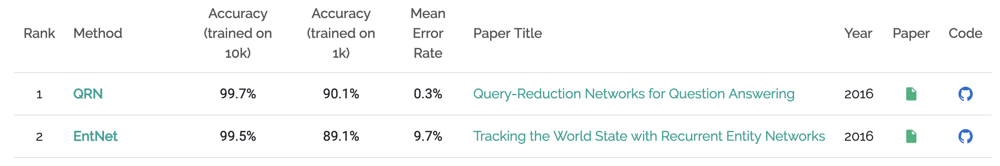 Rank Method Accuracy (trained on 10k) Accuracy (trained on 1k) Mean Error Rate Paper Title Year Paper Code
1 QRN 99.7% 90.1% 0.3% Query-Reduction Networks for Question Answering 2016
2 EntNet 99.5% 89.1% 9.7% Tracking the World State with Recurrent Entity Networks 2016